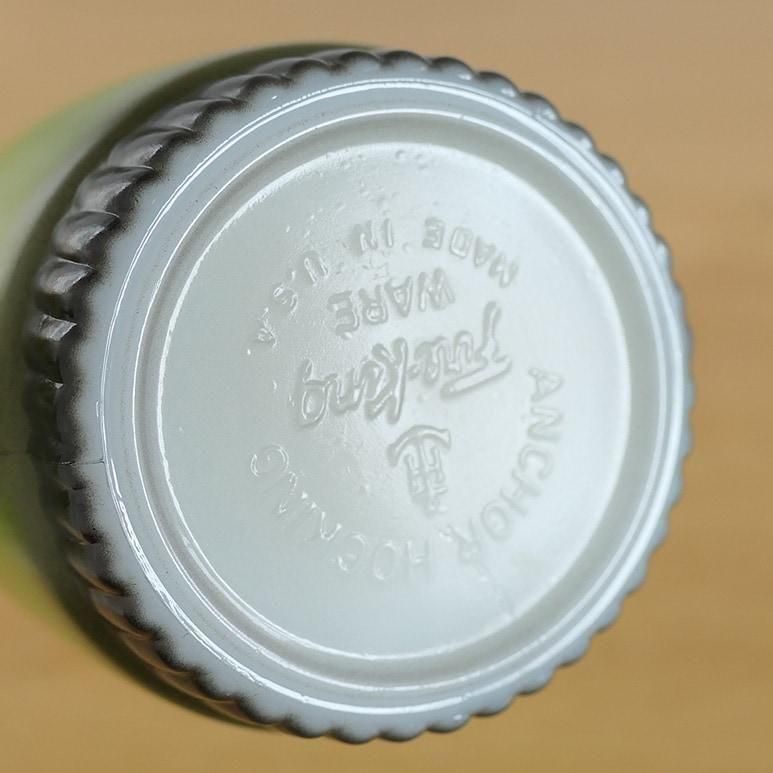 ANCHOR HOCKING
Fire-King
WARE
MADE IN U.S.A